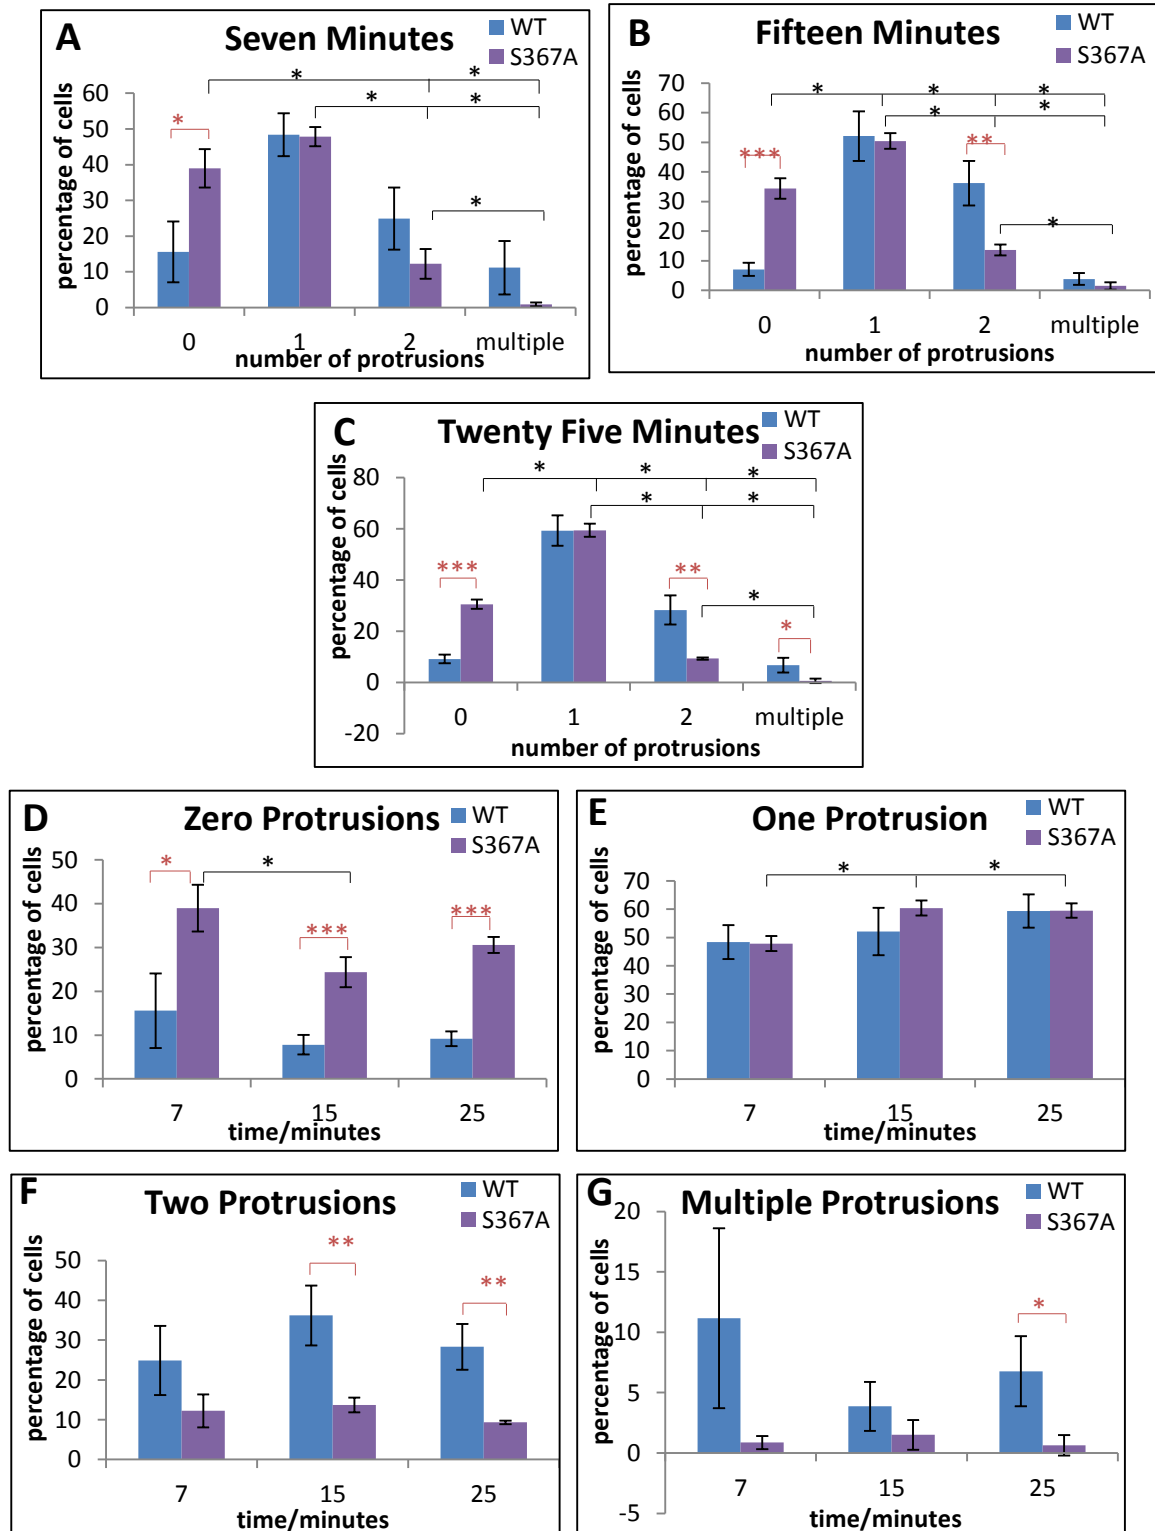 A
Seven Minutes
WT
S367A
* *
* *
*
*
percentage of cells
60
50
40
30
20
10
0
0 1 2 multiple
number of protrusions
B
Fifteen Minutes
WT
S367A
* * *
* *
***
**
*
percentage of cells
70
60
50
40
30
20
10
0
0 1 2 multiple
number of protrusions
C
Twenty Five Minutes
WT
S367A
* * *
* *
***
**
*
*
percentage of cells
80
60
40
20
0
-20
0 1 2 multiple
number of protrusions
D
Zero Protrusions
WT
S367A
* *
***
***
percentage of cells
50
40
30
20
10
0
7 15 25
time/minutes
E
One Protrusion
WT
S367A
* *
percentage of cells
70
60
50
40
30
20
10
0
7 15 25
time/minutes
F
Two Protrusions
WT
S367A
**
**
percentage of cells
50
40
30
20
10
0
7 15 25
time/minutes
G
Multiple Protrusions
WT
S367A
*
percentage of cells
20
15
10
5
0
-5
7 15 25
time/minutes